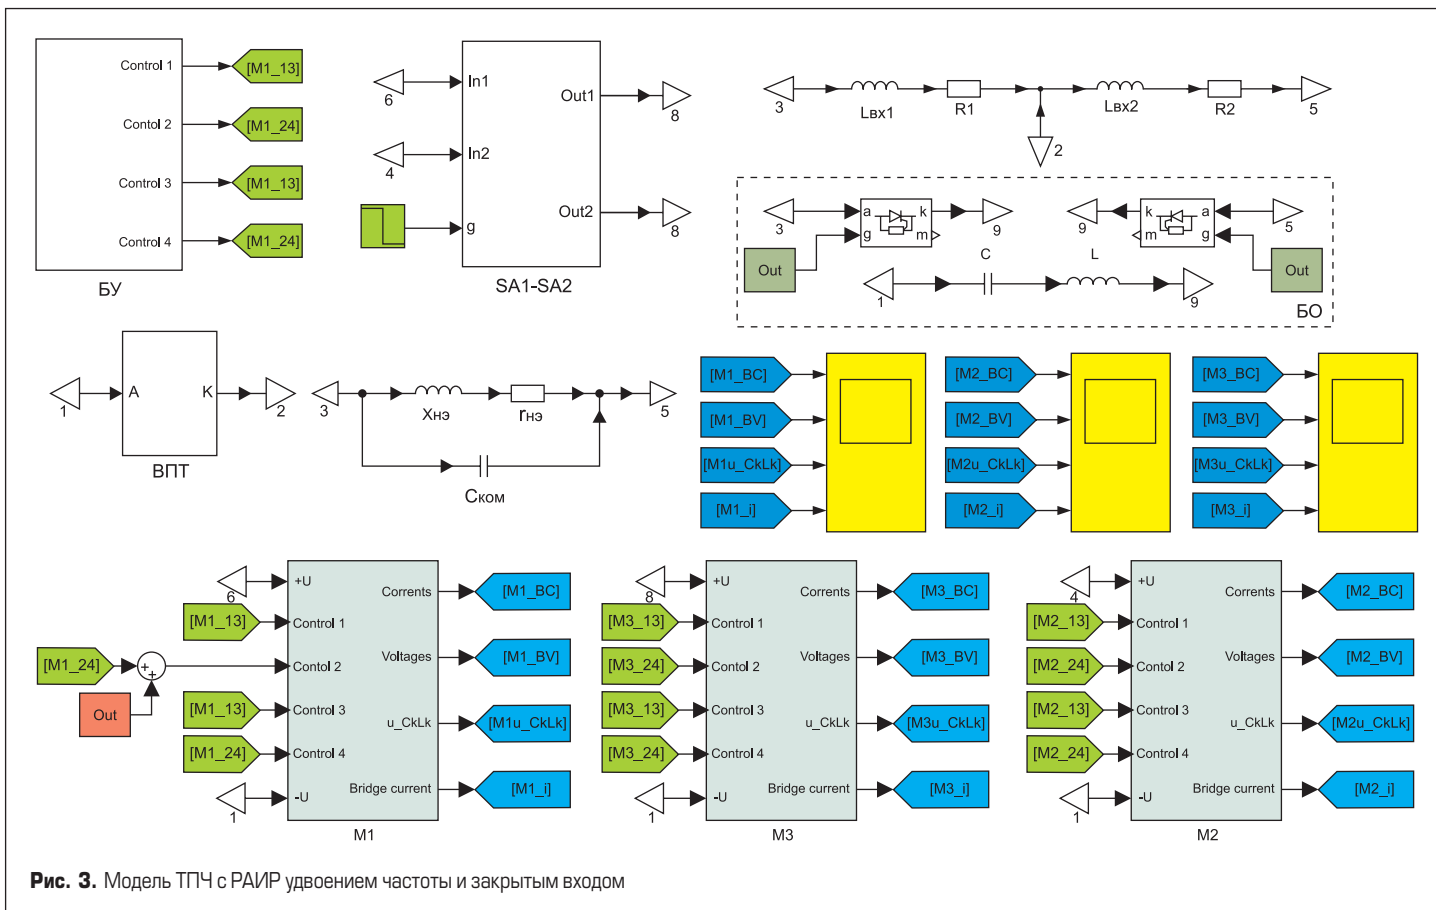 Control 1
[M1_13]
Contol 2
[M1_24]
Control 3
[M1_13]
Control 4
[M1_24]
БУ
6
In1
4
In2
g
Out1
8
Out2
8
SA1-SA2
3
Lвх1
R1
2
Lвх2
R2
5
3
a
k
g
m
9
Out
9
k
a
m
g
5
Out
C
L
1
9
БО
1
A
K
2
ВПТ
3
Xнэ
rнэ
5
Cком
[M1_BC]
[M1_BV]
[M1u_CkLk]
[M1_i]
[M2_BC]
[M2_BV]
[M2u_CkLk]
[M2_i]
[M3_BC]
[M3_BV]
[M3u_CkLk]
[M3_i]
6
+U
[M1_13]
Control 1
[M1_24]
+
+
Out
Contol 2
[M1_13]
Control 3
[M1_24]
Control 4
1
-U
Corrents
[M1_BC]
Voltages
[M1_BV]
u_CkLk
[M1u_CkLk]
Bridge current
[M1_i]
M1
8
+U
[M3_13]
Control 1
[M3_24]
Contol 2
[M3_13]
Control 3
[M3_24]
Control 4
1
-U
Corrents
[M3_BC]
Voltages
[M3_BV]
u_CkLk
[M3u_CkLk]
Bridge current
[M3_i]
M3
4
+U
[M2_13]
Control 1
[M2_24]
Contol 2
[M2_13]
Control 3
[M2_24]
Control 4
1
-U
Corrents
[M2_BC]
Voltages
[M2_BV]
u_CkLk
[M2u_CkLk]
Bridge current
[M2_i]
M2
Рис. 3. Модель ТПЧ с РАИР удвоением частоты и закрытым входом